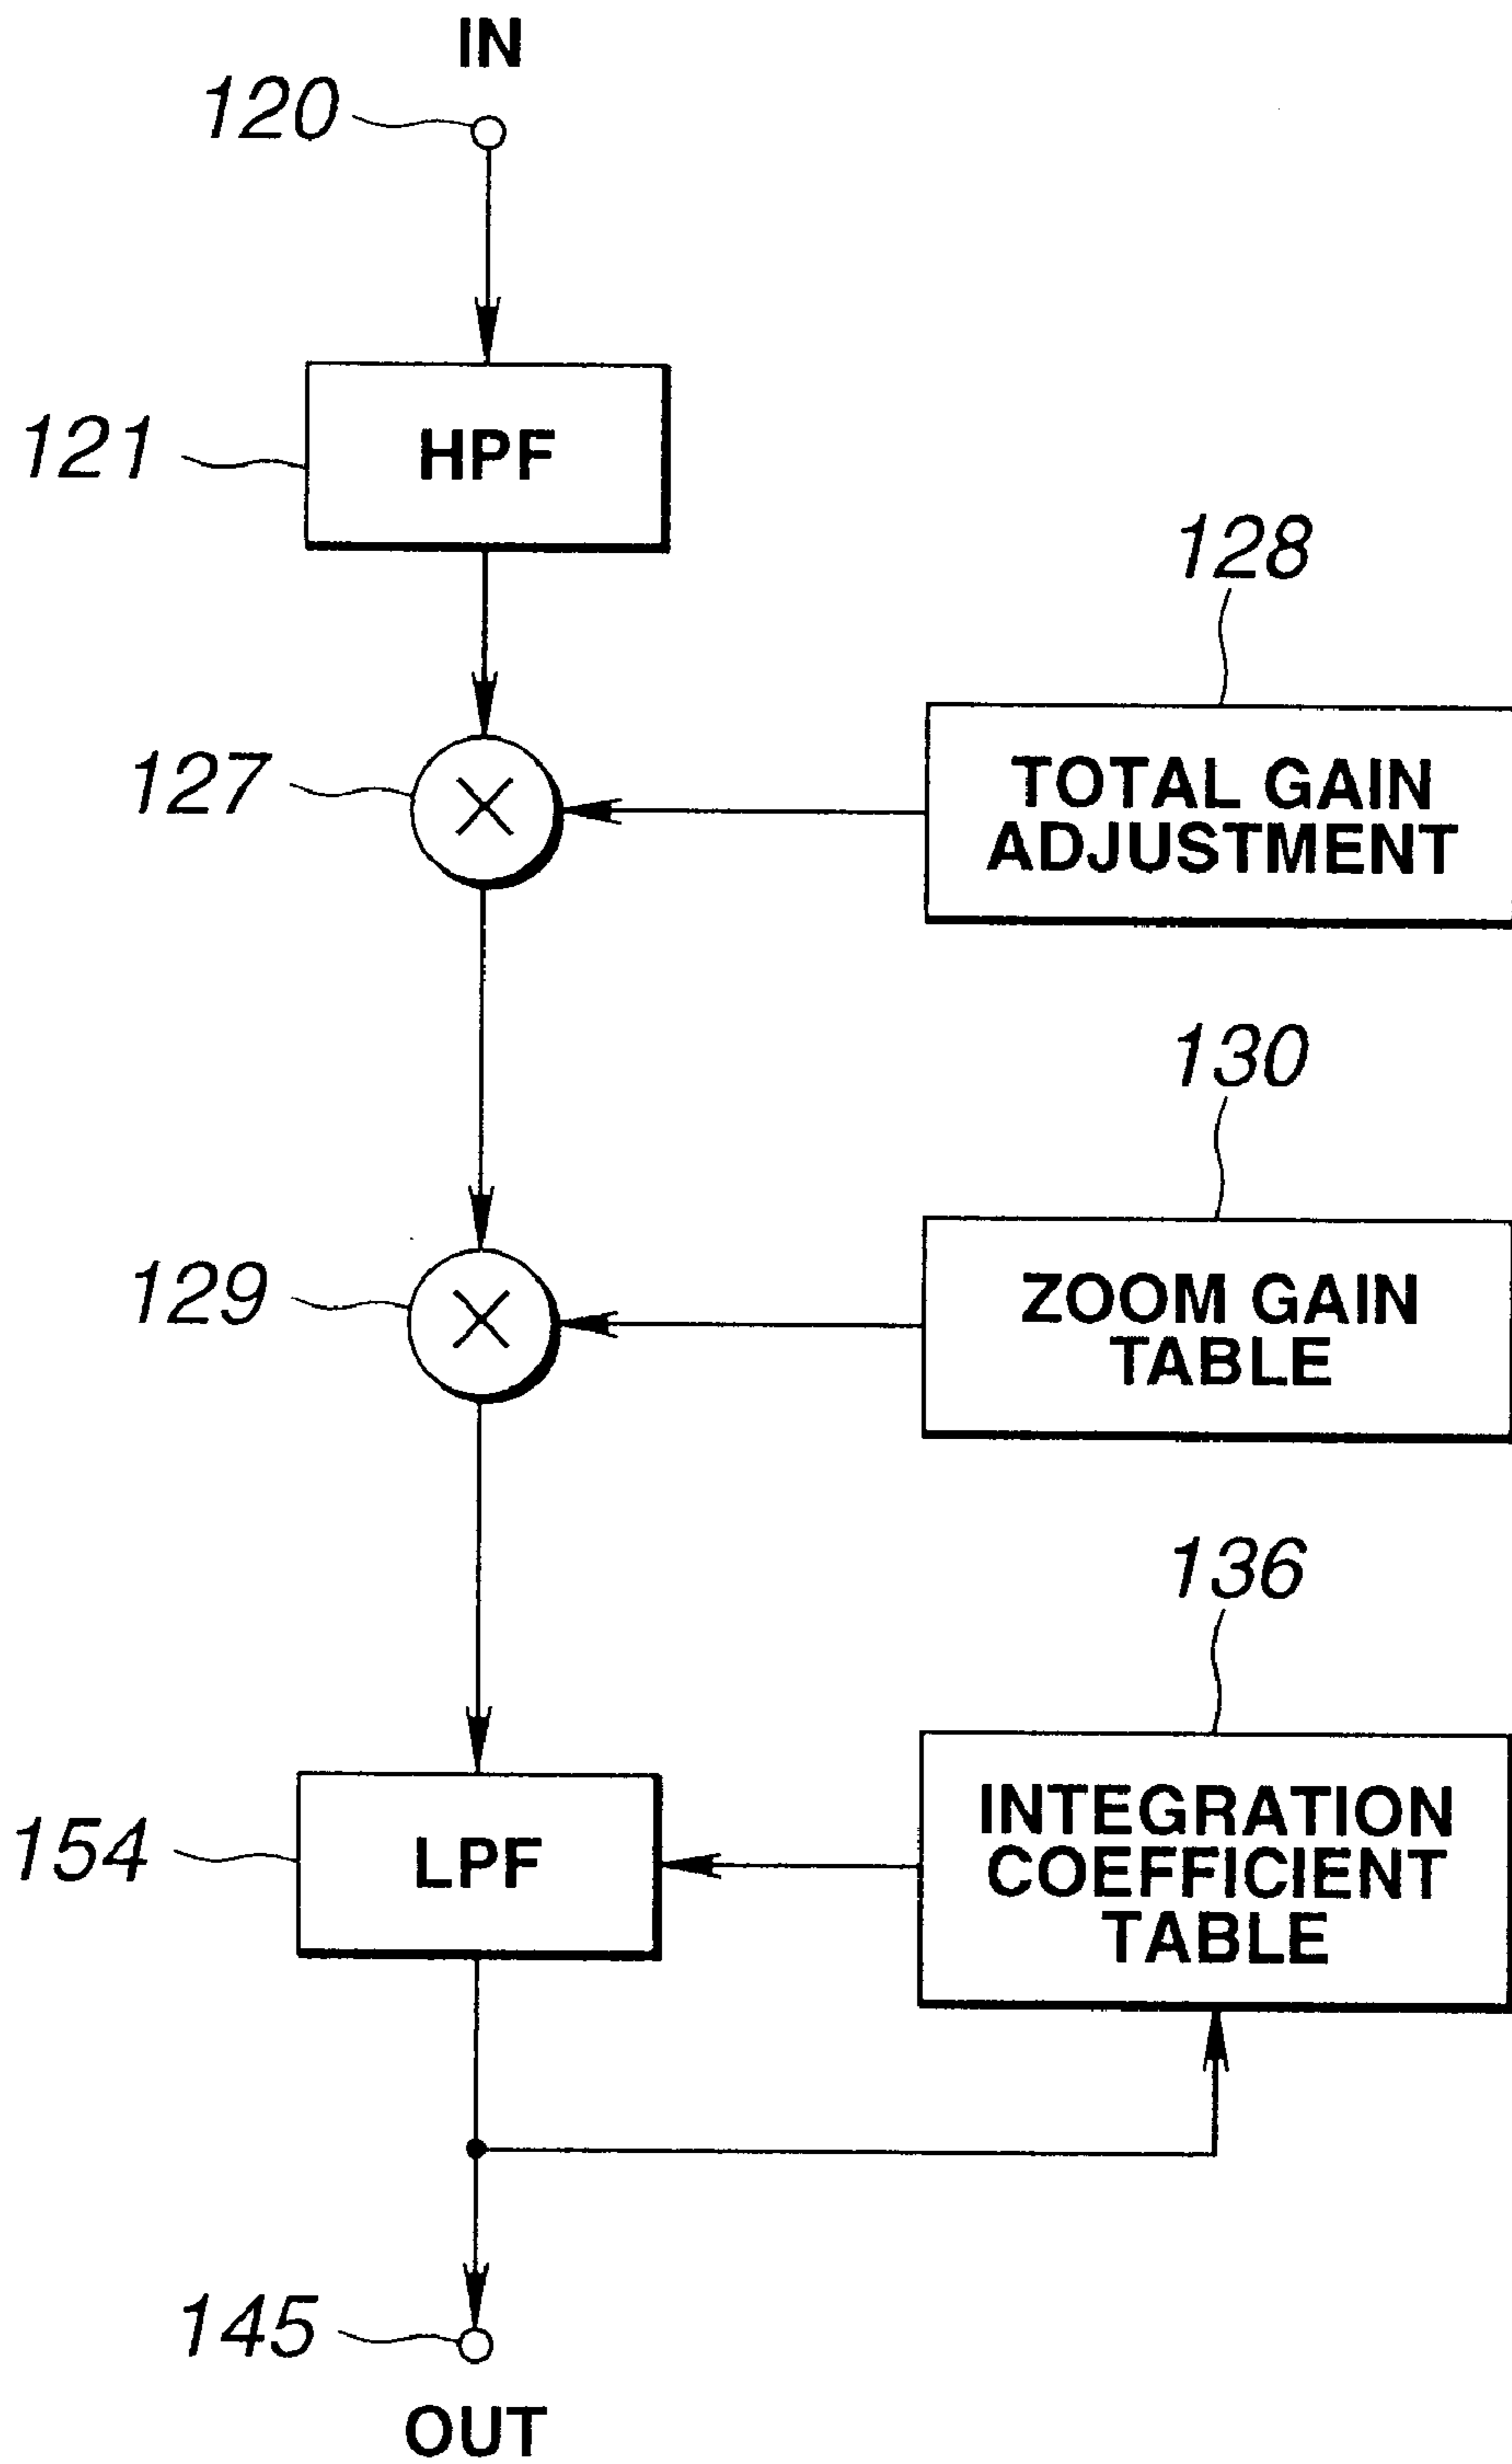 IN
120
121
HPF
128
127
×
TOTAL GAIN
ADJUSTMENT
130
129
×
ZOOM GAIN
TABLE
136
154
LPF
INTEGRATION
COEFFICIENT
TABLE
145
OUT